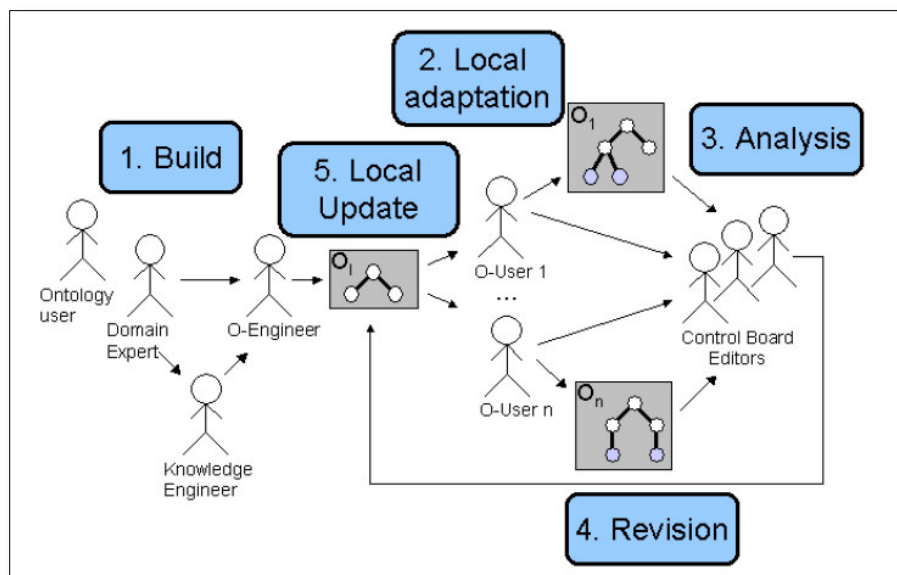 2. Local
adaptation
1. Build
5. Local
Update
3. Analysis
O1
OI
On
Ontology
user
Domain
Expert
O-Engineer
Knowledge
Engineer
O-User 1
...
O-User n
Control Board
Editors
4. Revision